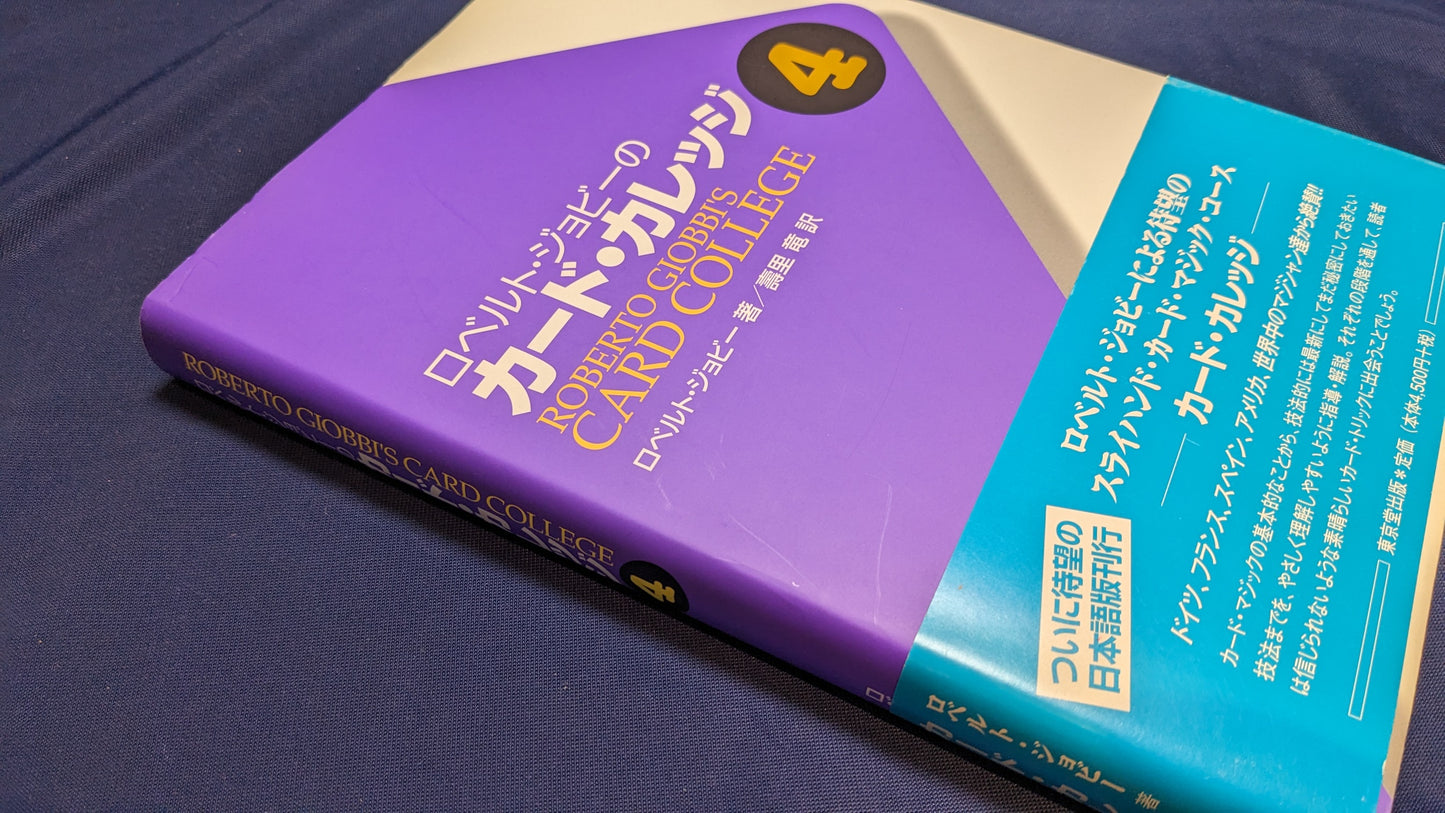 4
ロベルト・ジョビーの
カード・カレッジ
ROBERTO GIOBBI'S
CARD COLLEGE
ロベルト・ジョビー 著／壽里 竜 訳
ROBERTO GIOBBI'S CARD COLLEGE
4
ついに待望の
日本語版刊行
ロベルト・ジョビーによる待望の
スライハンド・カード・マジック・コース
カード・カレッジ
ドイツ、フランス、スペイン、アメリカ、世界中のマジシャン達から絶賛!!
カード・マジックの基本的なことから、技法的には最新にしてまだ秘密にしておきたい
技法までを、やさしく理解しやすいように指導・解説。それぞれの段階を通して、読者
は信じられないような素晴らしいカード・トリックに出会うことでしょう。
東京堂出版＊定価（本体4,500円＋税）
ロベルト・ジョビー 著